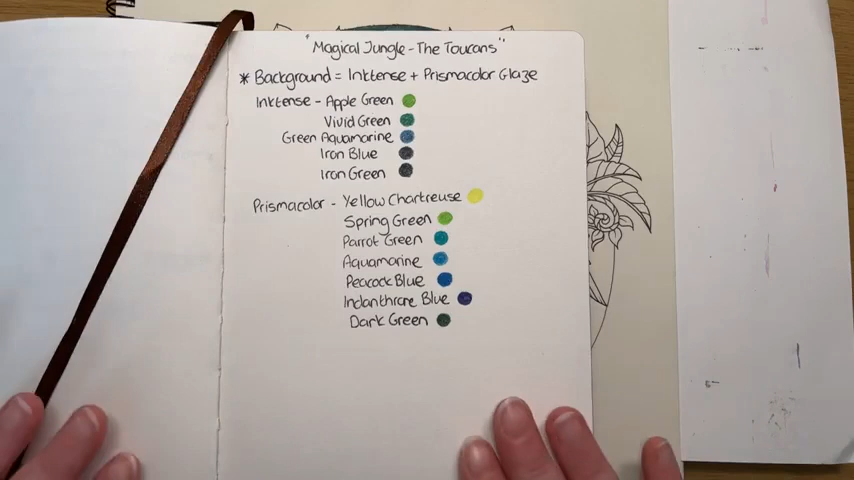 "Magical Jungle - The Toucans"
* Background = Inktense + Prismacolor Glaze
Inktense - Apple Green
Vivid Green
Green Aquamarine
Iron Blue
Iron Green
Prismacolor - Yellow Chartreuse
Spring Green
Parrot Green
Aquamarine
Peacock Blue
Indanthrone Blue
Dark Green